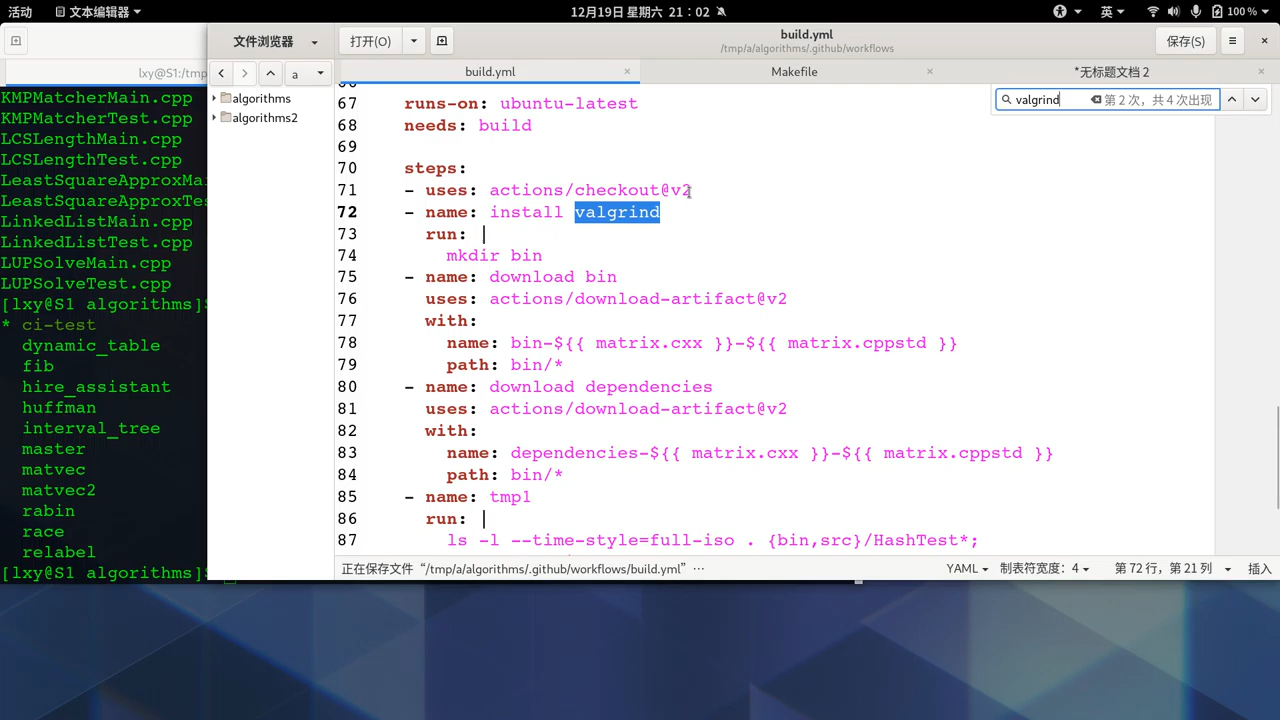 活动
文本编辑器
12月19日 星期六 21：02
英
100 %
lxy@S1:/tmp
KMPMatcherMain.cpp
KMPMatcherTest.cpp
LCSLengthMain.cpp
LCSLengthTest.cpp
LeastSquareApproxMa
LeastSquareApproxTe
LinkedListMain.cpp
LinkedListTest.cpp
LUPSolveMain.cpp
LUPSolveTest.cpp
[lxy@S1 algorithms]$
* ci-test
dynamic_table
fib
hire_assistant
huffman
interval_tree
master
matvec
matvec2
rabin
race
relabel
[lxy@S1 algorithms]$
文件浏览器
打开(O)
build.yml
/tmp/a/algorithms/.github/workflows
保存(S)
a
algorithms
algorithms2
build.yml
Makefile
*无标题文档 2
valgrind
第 2 次，共 4 次出现
66
67 runs-on: ubuntu-latest
68 needs: build
69
70 steps:
71 - uses: actions/checkout@v2
72 - name: install valgrind
73 run: |
74 mkdir bin
75 - name: download bin
76 uses: actions/download-artifact@v2
77 with:
78 name: bin-${{ matrix.cxx }}-${{ matrix.cppstd }}
79 path: bin/*
80 - name: download dependencies
81 uses: actions/download-artifact@v2
82 with:
83 name: dependencies-${{ matrix.cxx }}-${{ matrix.cppstd }}
84 path: bin/*
85 - name: tmp1
86 run: |
87 ls -l --time-style=full-iso . {bin,src}/HashTest*;
正在保存文件“/tmp/a/algorithms/.github/workflows/build.yml”…
YAML
制表符宽度：4
第 72 行，第 21 列
插入